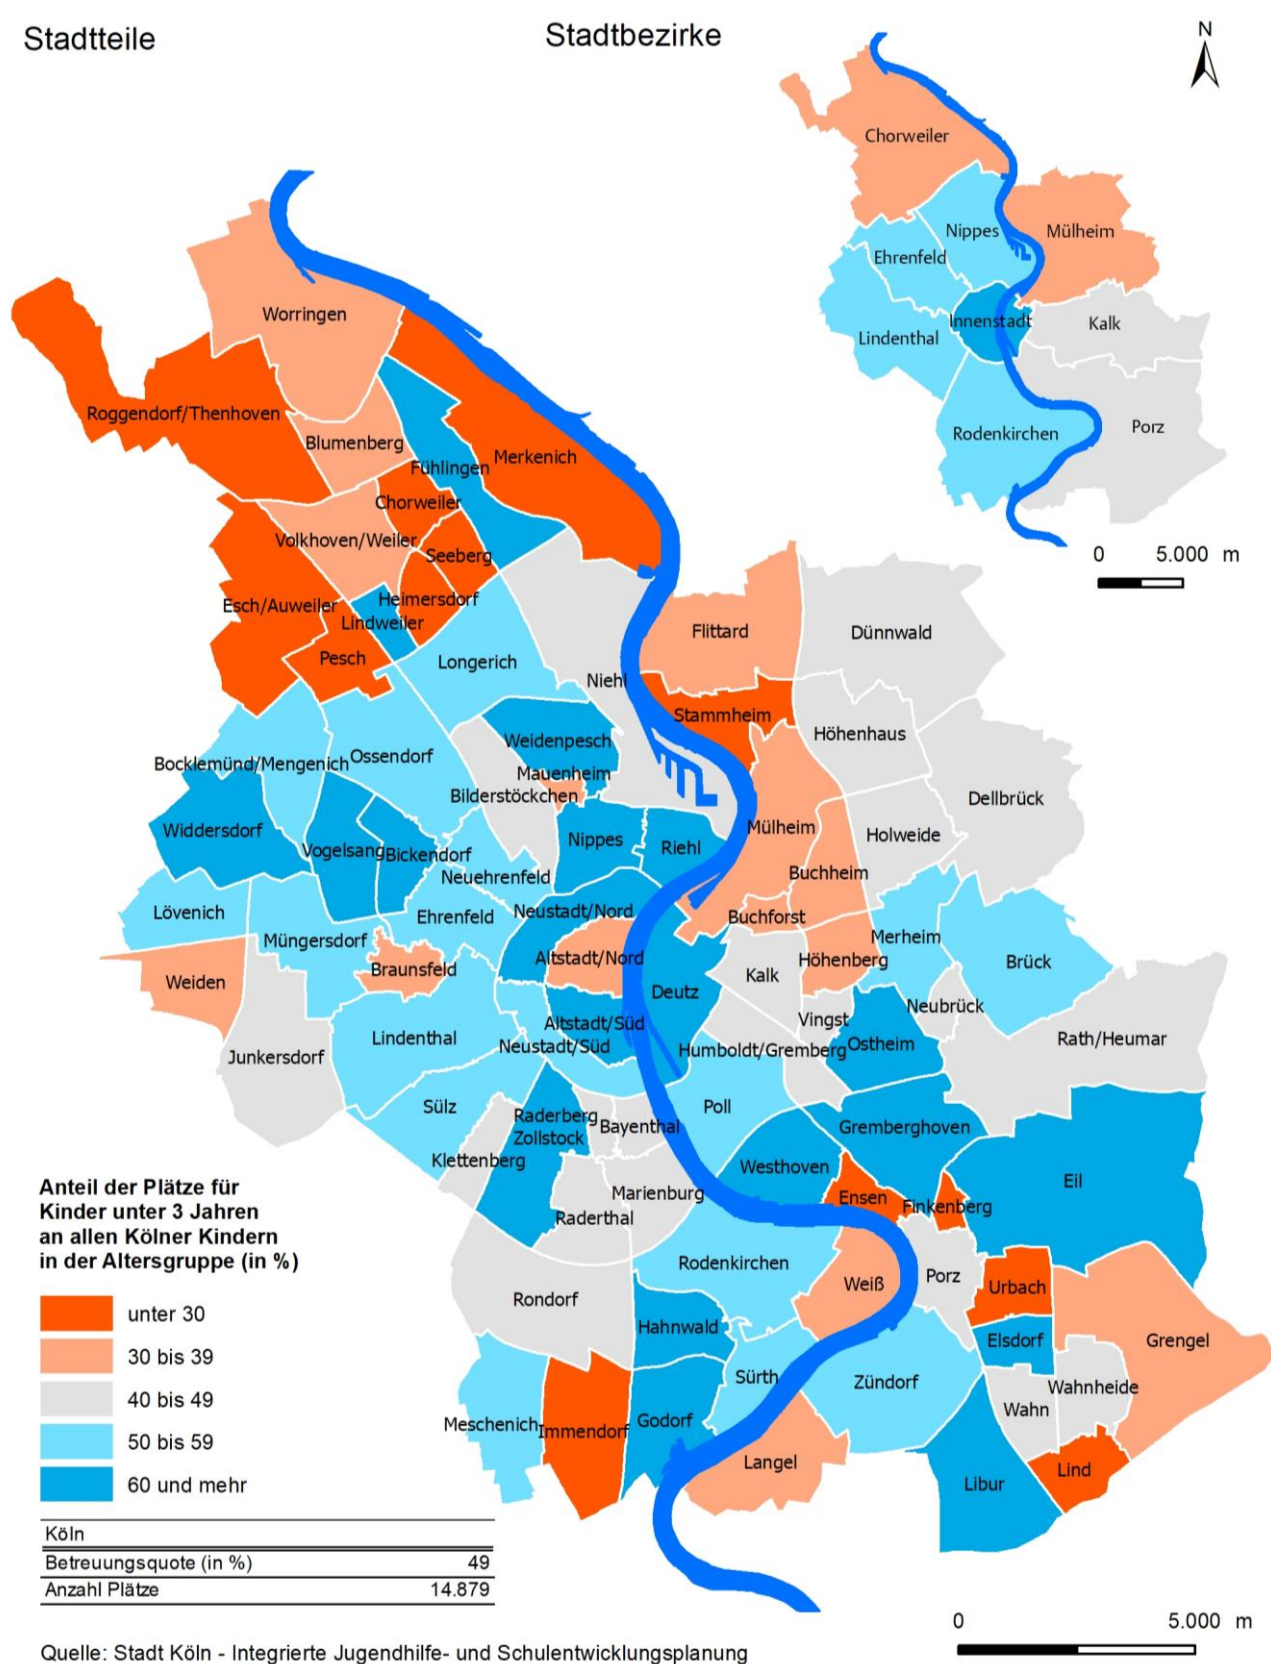 Stadtteile
Stadtbezirke
N
Chorweiler
Nippes
Mülheim
Ehrenfeld
Innenstadt
Kalk
Lindenthal
Rodenkirchen
Porz
0 5.000 m
Worringen
Roggendorf/Thenhoven
Blumenberg
Merkenich
Fühlingen
Chorweiler
Volkhoven/Weiler
Seeberg
Heimersdorf
Esch/Auweiler
Lindweiler
Pesch
Longerich
Flittard
Dünnwald
Niehl
Stammheim
Höhenhaus
Weidenpesch
Ossendorf
Bocklemünd/Mengenich
Mauenheim
Bilderstöckchen
Dellbrück
Widdersdorf
Mülheim
Holweide
Nippes
Riehl
Vogelsang
Bickendorf
Buchheim
Neuehrenfeld
Lövenich
Ehrenfeld
Neustadt/Nord
Buchforst
Müngersdorf
Merheim
Altstadt/Nord
Höhenberg
Brück
Braunsfeld
Weiden
Kalk
Deutz
Neubrück
Vingst
Altstadt/Süd
Lindenthal
Neustadt/Süd
Humboldt/Gremberg
Ostheim
Rath/Heumar
Junkersdorf
Sülz
Poll
Raderberg
Zollstock
Bayenthal
Gremberghoven
Klettenberg
Westhoven
Eil
Marienburg
Ensen
Finkenberg
Raderthal
Rodenkirchen
Weiß
Porz
Urbach
Rondorf
Hahnwald
Elsdorf
Grengel
Sürth
Zündorf
Wahnheide
Wahn
Meschenich
Immendorf
Godorf
Langel
Lind
Libur
Anteil der Plätze für
Kinder unter 3 Jahren
an allen Kölner Kindern
in der Altersgruppe (in %)
unter 30
30 bis 39
40 bis 49
50 bis 59
60 und mehr
Köln
Betreuungsquote (in %) 49
Anzahl Plätze 14.879
0 5.000 m
Quelle: Stadt Köln - Integrierte Jugendhilfe- und Schulentwicklungsplanung